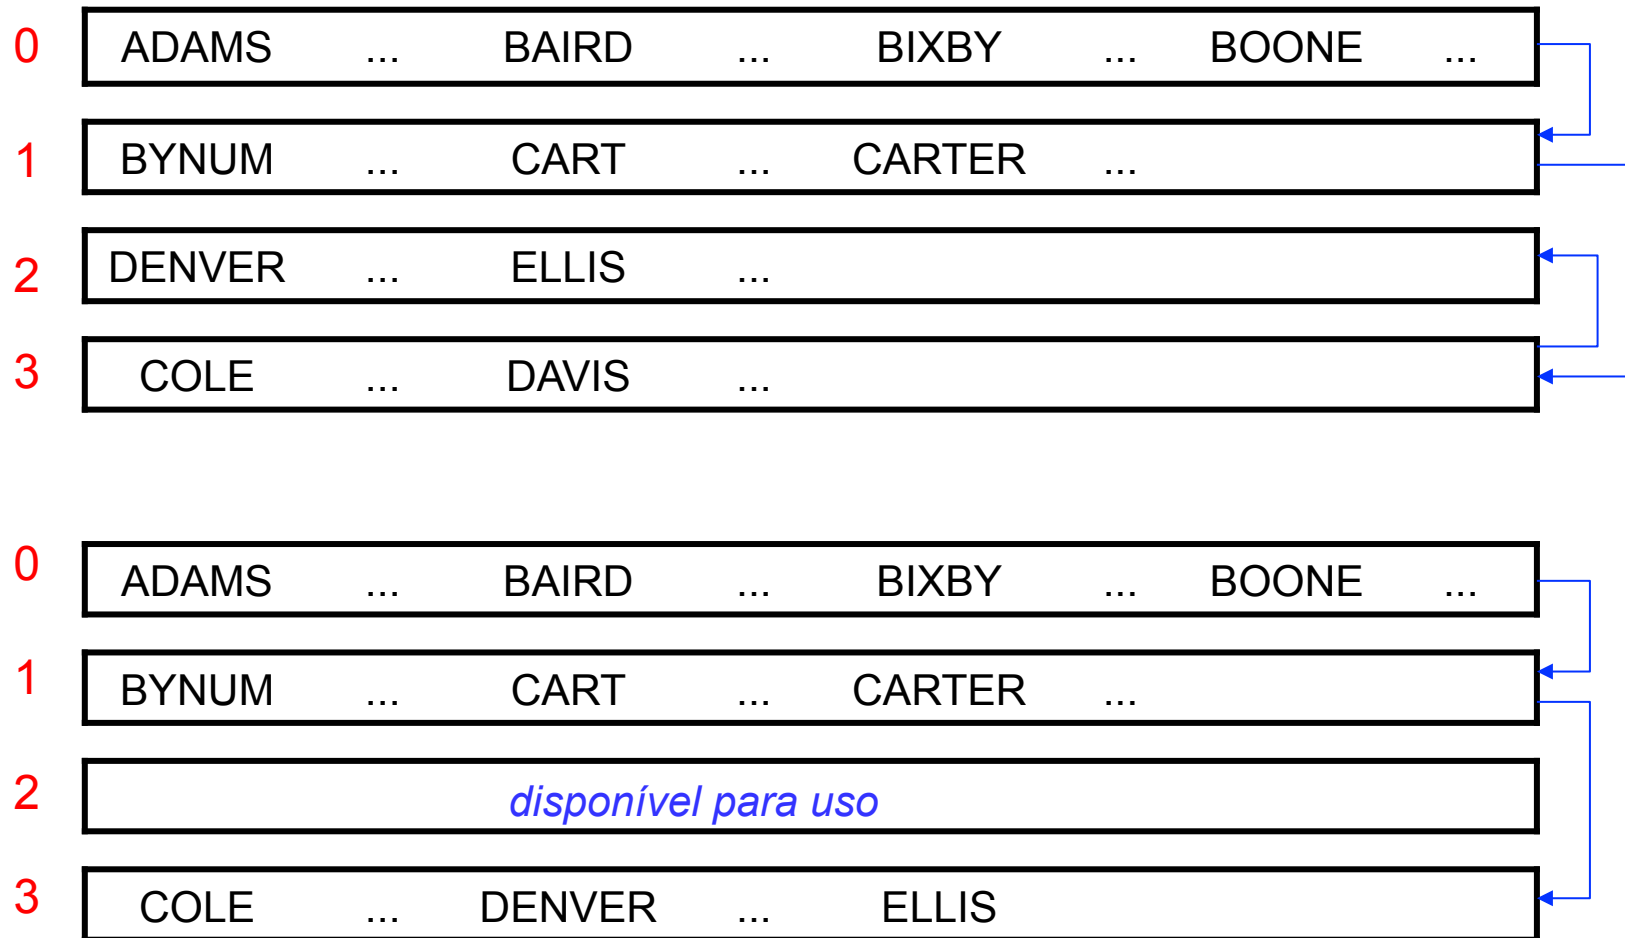 0 ADAMS ... BAIRD ... BIXBY ... BOONE ...
1 BYNUM ... CART ... CARTER ...
2 DENVER ... ELLIS ...
3 COLE ... DAVIS ...
0 ADAMS ... BAIRD ... BIXBY ... BOONE ...
1 BYNUM ... CART ... CARTER ...
2 disponível para uso
3 COLE ... DENVER ... ELLIS